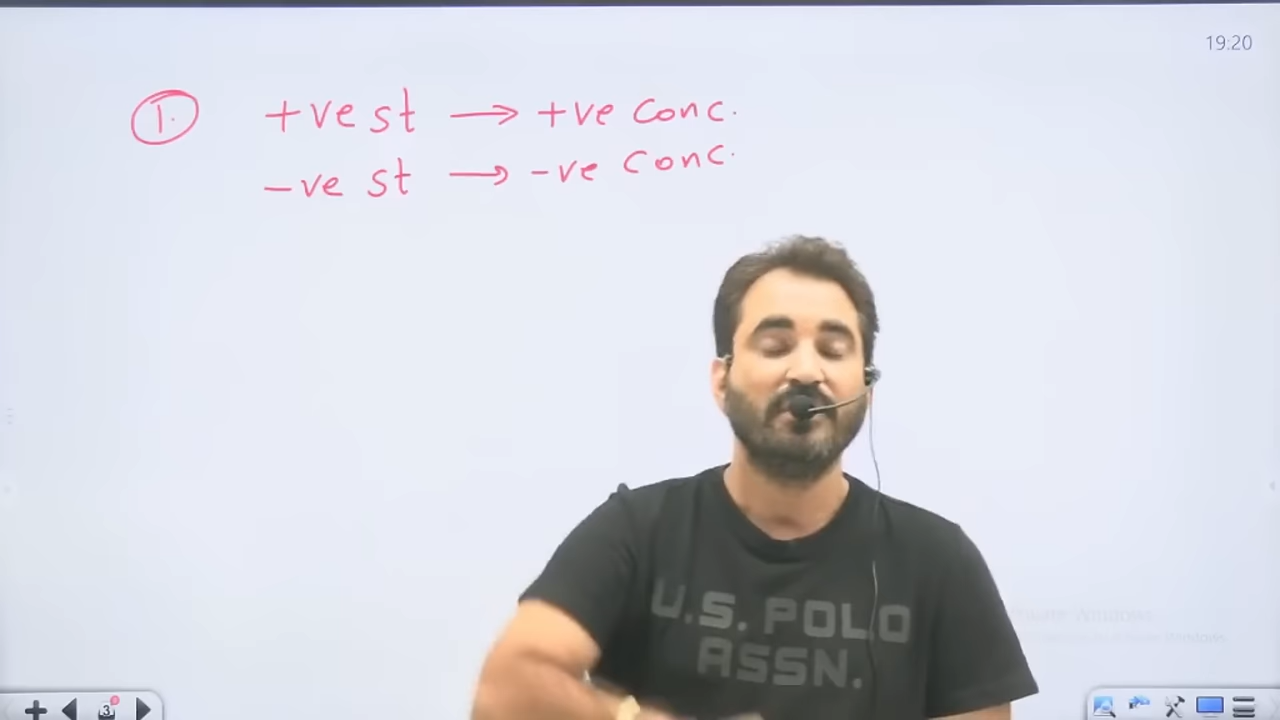 19:20
1. +ve st → +ve conc.
-ve st → -ve conc.
U.S. POLO
ASSN.
3